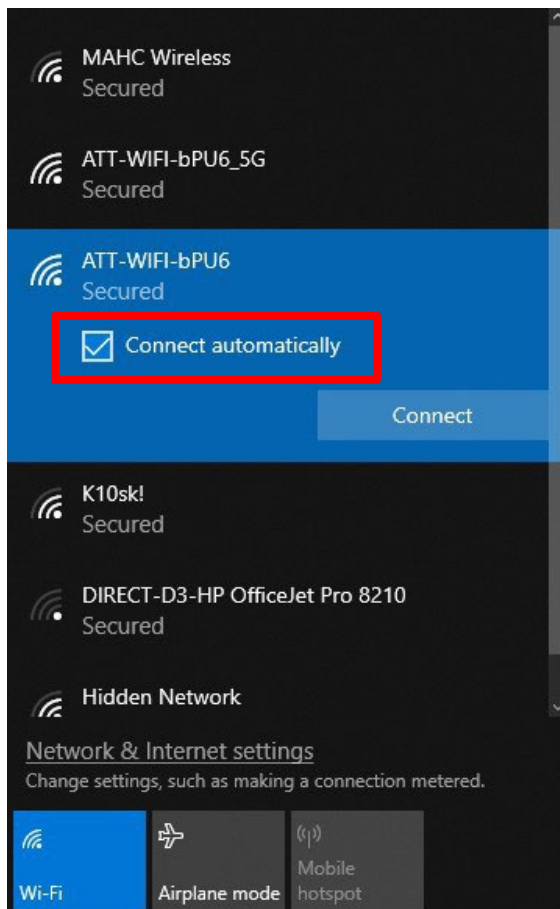 MAHC Wireless
Secured
ATT-WIFI-bPU6_5G
Secured
ATT-WIFI-bPU6
Secured
Connect automatically
Connect
K10sk!
Secured
DIRECT-D3-HP OfficeJet Pro 8210
Secured
Hidden Network
Network & Internet settings
Change settings, such as making a connection metered.
Wi-Fi
Airplane mode
Mobile
hotspot